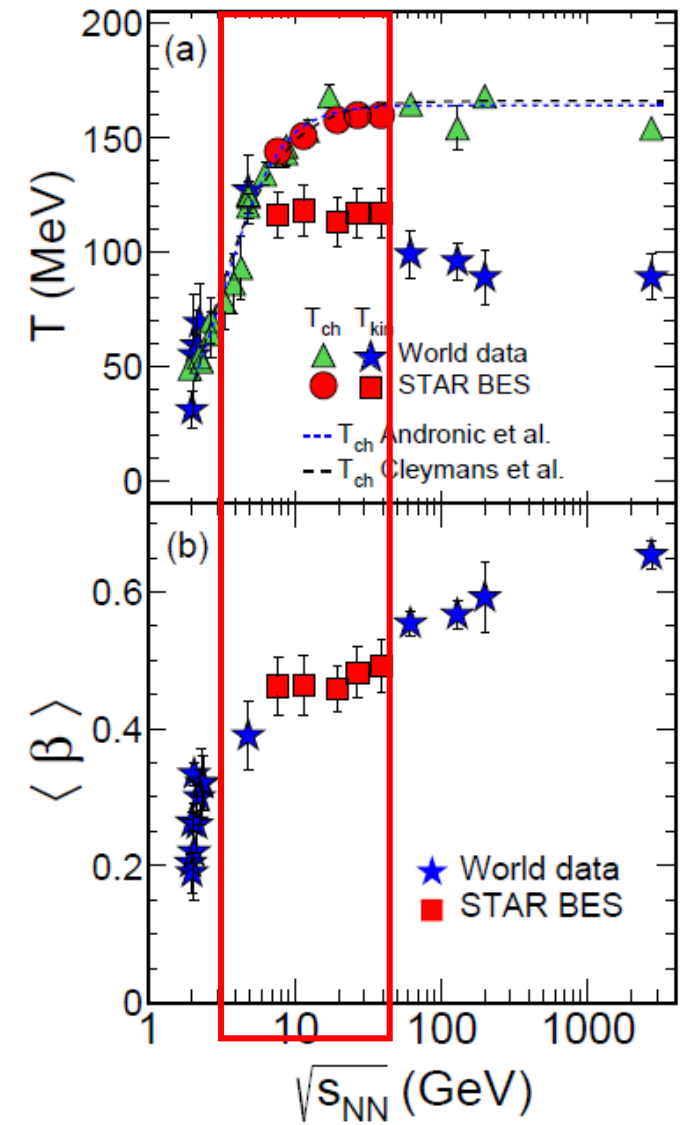 (a)
200
150
100
50
0
T (MeV)
T_ch T_kin
World data
STAR BES
T_ch Andronic et al.
T_ch Cleymans et al.
(b)
0.6
0.4
0.2
0
⟨ β ⟩
World data
STAR BES
1 10 100 1000
√s_NN (GeV)